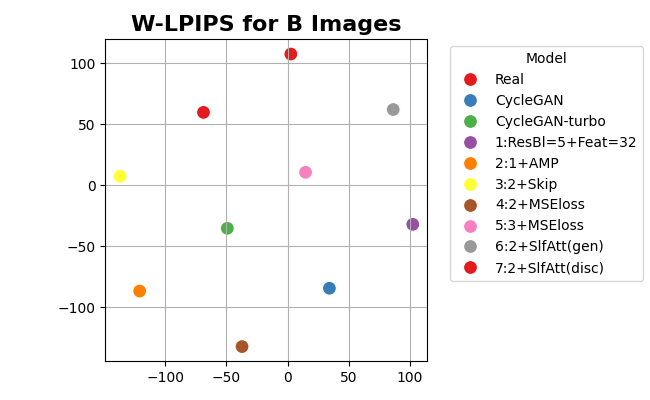 W-LPIPS for B Images
100
50
0
−50
−100
−100
−50
0
50
100
Model
Real
CycleGAN
CycleGAN-turbo
1:ResBl=5+Feat=32
2:1+AMP
3:2+Skip
4:2+MSEloss
5:3+MSEloss
6:2+SlfAtt(gen)
7:2+SlfAtt(disc)